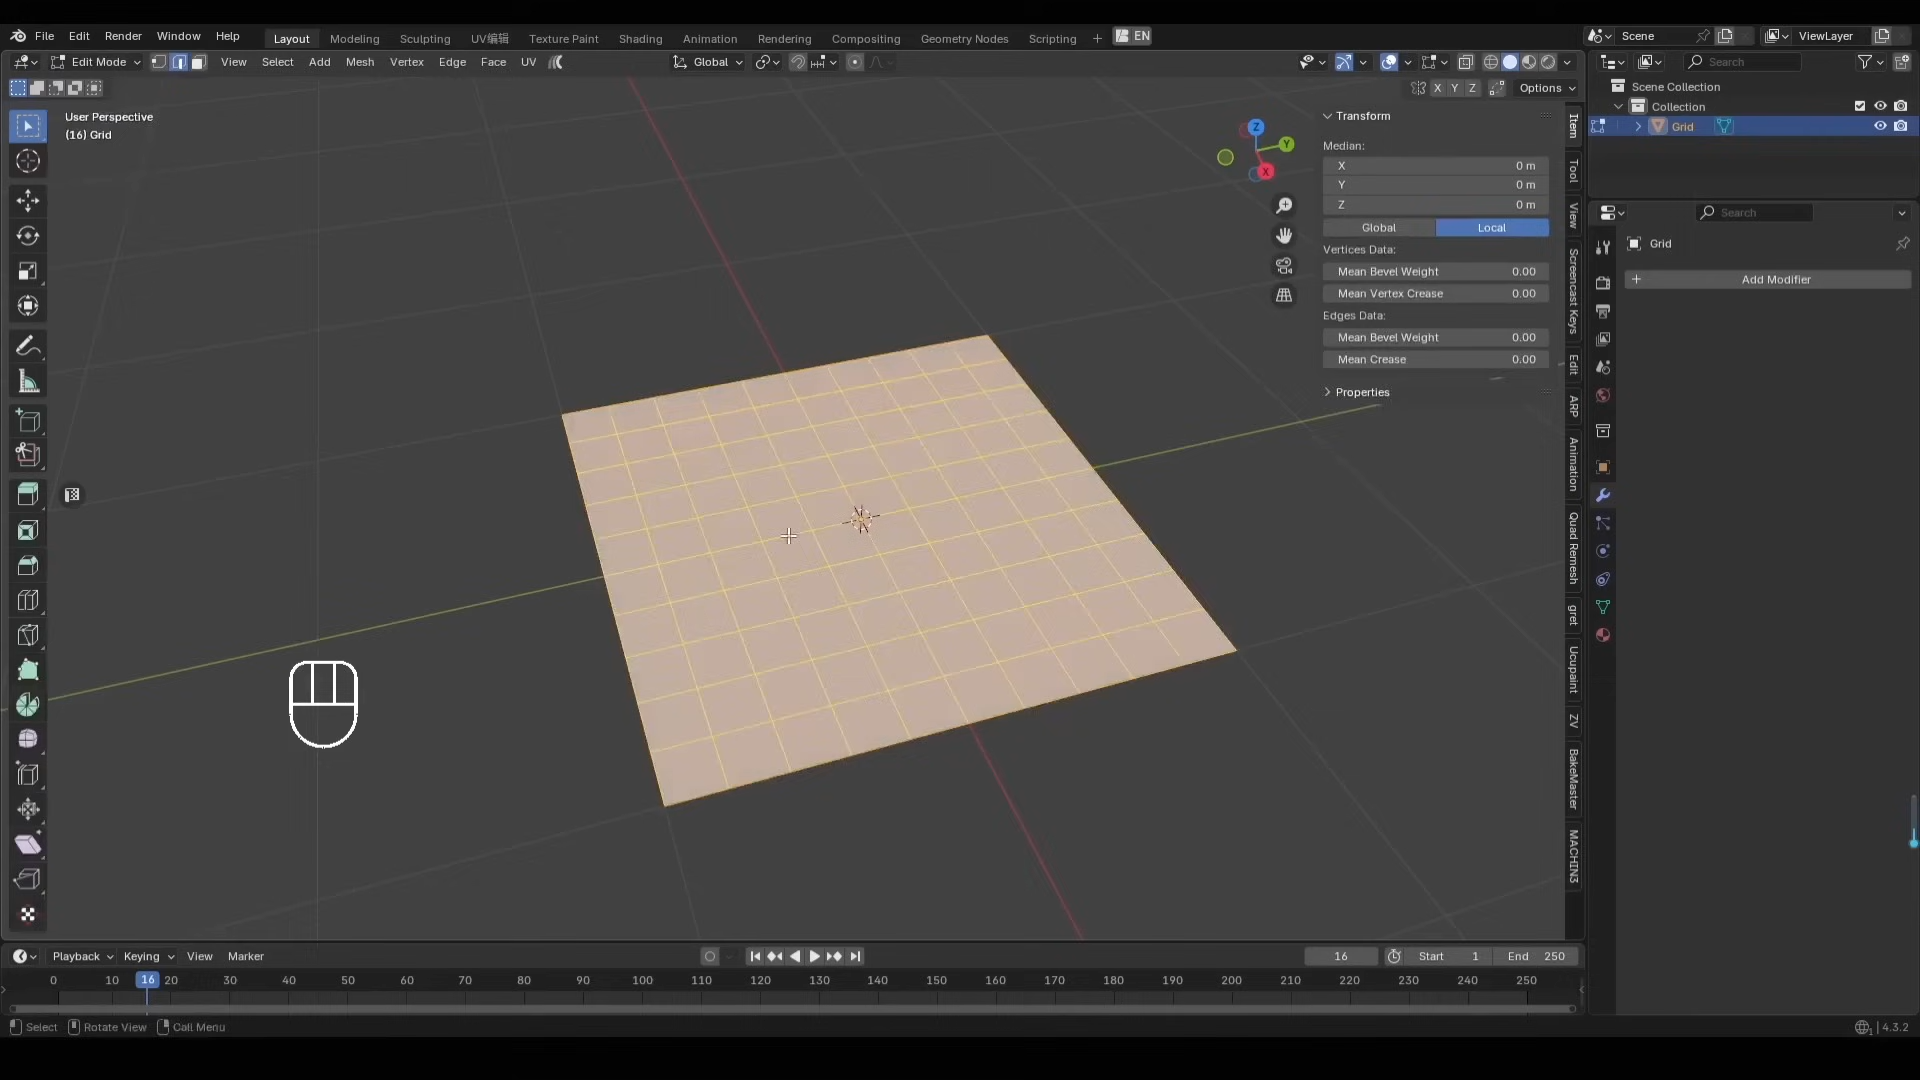 File Edit Render Window Help Layout Modeling Sculpting UV编辑 Texture Paint Shading Animation Rendering Compositing Geometry Nodes Scripting + EN Scene ViewLayer
Edit Mode View Select Add Mesh Vertex Edge Face UV Global Search
X Y Z Options
Scene Collection
Collection
Grid
User Perspective
(16) Grid
Z
Y
X
Transform
Median:
X 0 m
Y 0 m
Z 0 m
Global Local
Vertices Data:
Mean Bevel Weight 0.00
Mean Vertex Crease 0.00
Edges Data:
Mean Bevel Weight 0.00
Mean Crease 0.00
Properties
Item
Tool
View
Screencast Keys
Edit
ARP
Animation
Quad Remesh
gret
Ucupaint
ZV
BakeMaster
MACHIN3
Search
Grid
+ Add Modifier
Playback Keying View Marker 16 Start 1 End 250
0 10 16 20 30 40 50 60 70 80 90 100 110 120 130 140 150 160 170 180 190 200 210 220 230 240 250
Select Rotate View Call Menu 4.3.2